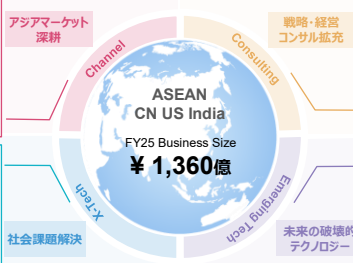 アジアマーケット
深耕
戦略・経営
コンサル拡充
Channel
Consulting
ASEAN
CN US India
FY25 Business Size
¥ 1,360億
X-Tech
Emerging Tech
社会課題解決
未来の破壊的
テクノロジー